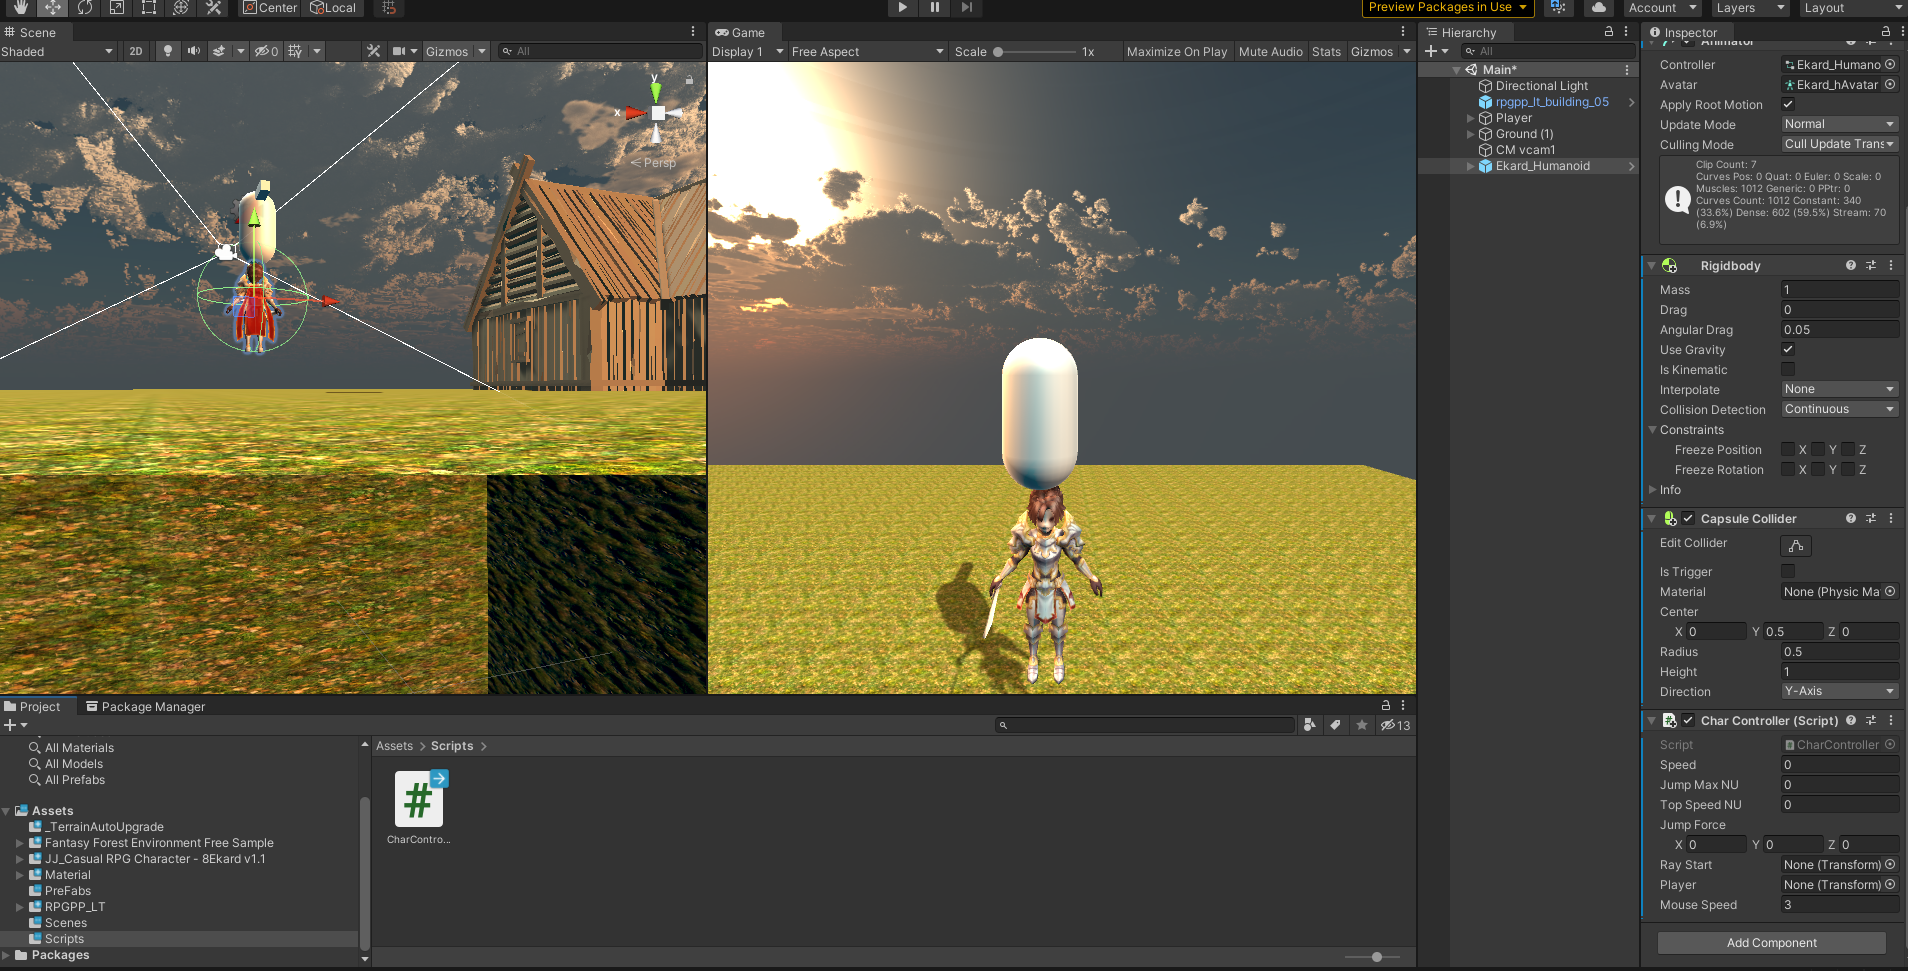 Center
Local
Preview Packages in Use
Account
Layers
Layout
Scene
Shaded
2D
0
Gizmos
All
y
x
Persp
Game
Display 1
Free Aspect
Scale
1x
Maximize On Play
Mute Audio
Stats
Gizmos
Hierarchy
All
Main*
Directional Light
rpgpp_lt_building_05
Player
Ground (1)
CM vcam1
Ekard_Humanoid
Inspector
Animator
Controller
Ekard_Humano
Avatar
Ekard_hAvatar
Apply Root Motion
Update Mode
Normal
Culling Mode
Cull Update Trans
Clip Count: 7
Curves Pos: 0 Quat: 0 Euler: 0 Scale: 0
Muscles: 1012 Generic: 0 PPtr: 0
Curves Count: 1012 Constant: 340
(33.6%) Dense: 602 (59.5%) Stream: 70
(6.9%)
Rigidbody
Mass
1
Drag
0
Angular Drag
0.05
Use Gravity
Is Kinematic
Interpolate
None
Collision Detection
Continuous
Constraints
Freeze Position
X Y Z
Freeze Rotation
X Y Z
Info
Capsule Collider
Edit Collider
Is Trigger
Material
None (Physic Ma
Center
X 0 Y 0.5 Z 0
Radius
0.5
Height
1
Direction
Y-Axis
Char Controller (Script)
Script
CharController
Speed
0
Jump Max NU
0
Top Speed NU
0
Jump Force
X 0 Y 0 Z 0
Ray Start
None (Transform)
Player
None (Transform)
Mouse Speed
3
Add Component
Project
Package Manager
13
All Materials
All Models
All Prefabs
Assets
_TerrainAutoUpgrade
Fantasy Forest Environment Free Sample
JJ_Casual RPG Character - 8Ekard v1.1
Material
PreFabs
RPGPP_LT
Scenes
Scripts
Packages
Assets > Scripts >
#
CharContro...